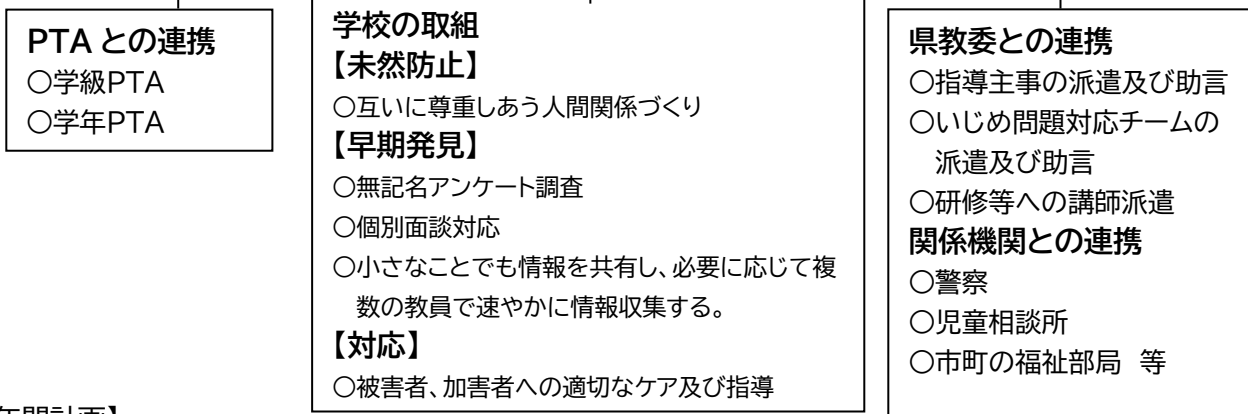 PTA との連携
○学級PTA
○学年PTA
学校の取組
【未然防止】
○互いに尊重しあう人間関係づくり
【早期発見】
○無記名アンケート調査
○個別面談対応
○小さなことでも情報を共有し、必要に応じて複
数の教員で速やかに情報収集する。
【対応】
○被害者、加害者への適切なケア及び指導
県教委との連携
○指導主事の派遣及び助言
○いじめ問題対応チームの
派遣及び助言
○研修等への講師派遣
関係機関との連携
○警察
○児童相談所
○市町の福祉部局 等